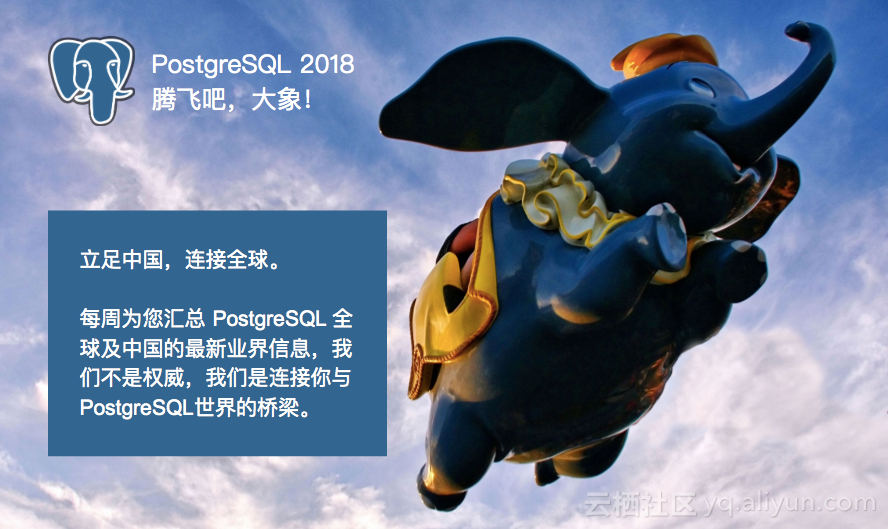 PostgreSQL 2018
腾飞吧，大象！
立足中国，连接全球。
每周为您汇总 PostgreSQL 全
球及中国的最新业界信息，我
们不是权威，我们是连接你与
PostgreSQL世界的桥梁。
云栖社区 yq.aliyun.com